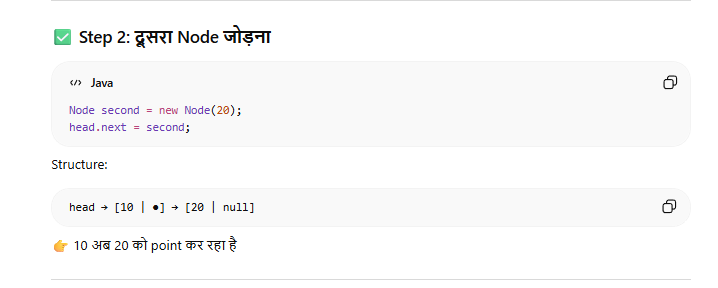 ✅ Step 2: दूसरा Node जोड़ना
</> Java
Node second = new Node(20);
head.next = second;
Structure:
head → [10 | ●] → [20 | null]
👉 10 अब 20 को point कर रहा है